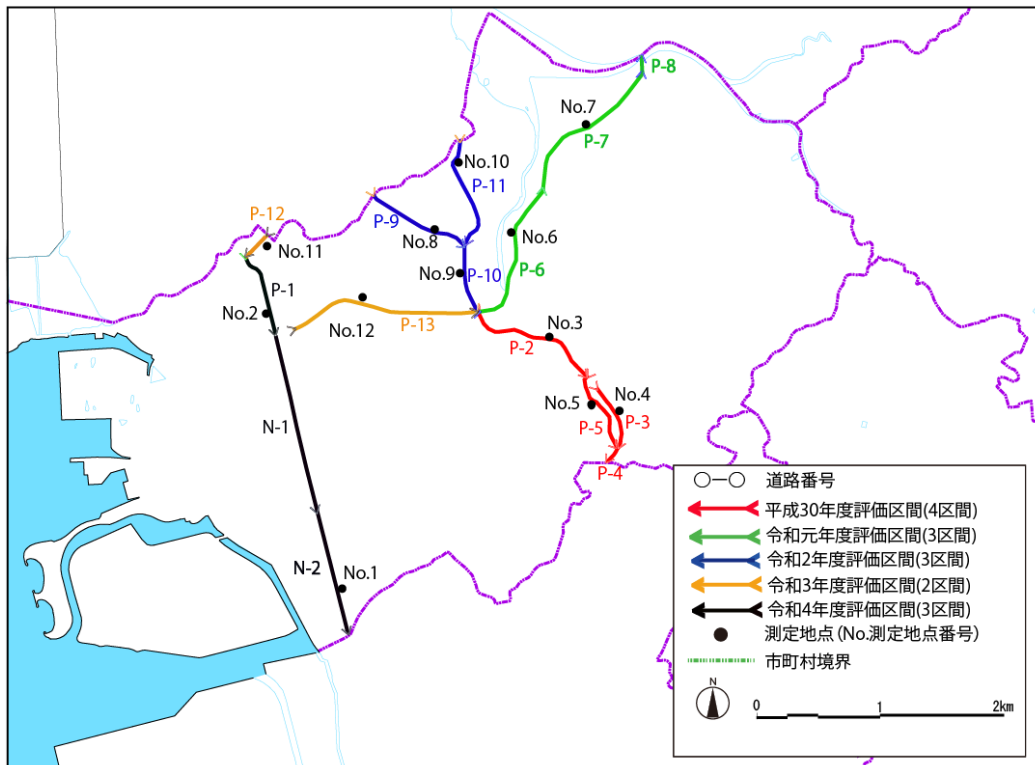 P-8
No.7
P-7
No.10
P-11
P-9
P-12
No.8
No.6
No.11
No.9
P-10
P-6
P-1
No.2
No.12
P-13
No.3
P-2
No.4
No.5
P-3
P-5
N-1
P-4
N-2
No.1
○−○ 道路番号
平成30年度評価区間(4区間)
令和元年度評価区間(3区間)
令和2年度評価区間(3区間)
令和3年度評価区間(2区間)
令和4年度評価区間(3区間)
測定地点(No.測定地点番号)
市町村境界
N
0 1 2km